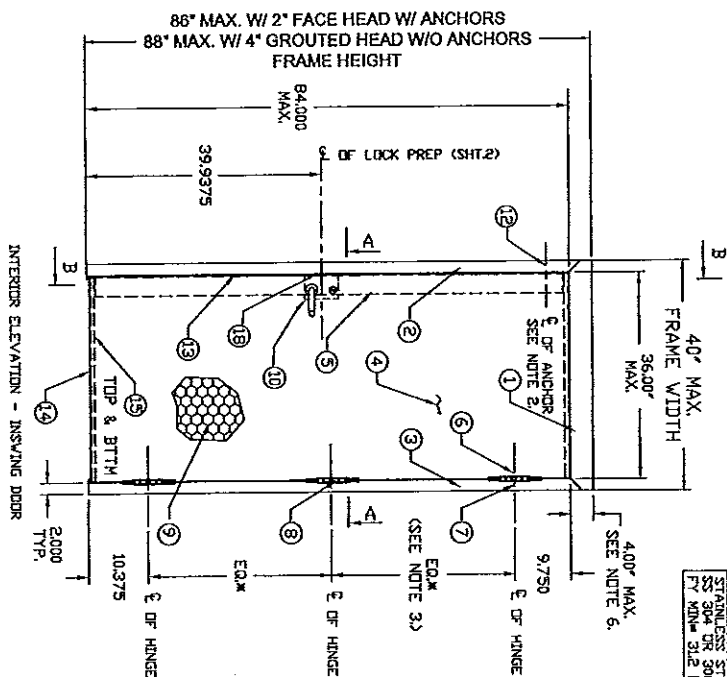 86" MAX. W/ 2" FACE HEAD W/ ANCHORS
88" MAX. W/ 4" GROUTED HEAD W/O ANCHORS
FRAME HEIGHT
84.000
MAX.
39.9375
℄ OF LOCK PREP (SHT.2)
A
12
B
B
13
18
10
5
2
4
℄ OF ANCHOR
SEE NOTE 2.
40" MAX.
FRAME WIDTH
36.00"
MAX.
1
4.00" MAX.
SEE NOTE 6.
14
15
TOP & BTTM
9
8
3
6
7
A
2.000
TYP.
10.375
EQ.*
EQ.*
(SEE NOTE 3.)
9.750
℄ OF HINGE
℄ OF HINGE
℄ OF HINGE
INTERIOR ELEVATION - INSWING DOOR
STAINLESS ST
SS 304 OR 30
FY MIN= 31.2